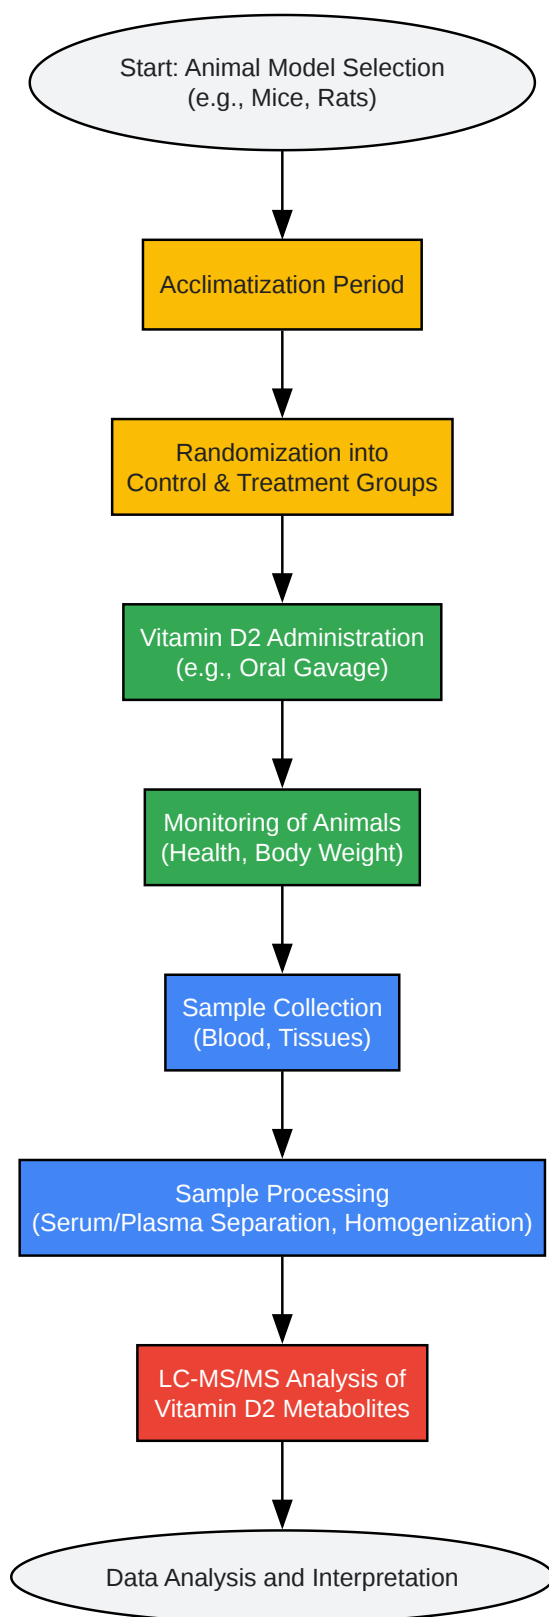 Start: Animal Model Selection
(e.g., Mice, Rats)
Acclimatization Period
Randomization into
Control & Treatment Groups
Vitamin D2 Administration
(e.g., Oral Gavage)
Monitoring of Animals
(Health, Body Weight)
Sample Collection
(Blood, Tissues)
Sample Processing
(Serum/Plasma Separation, Homogenization)
LC-MS/MS Analysis of
Vitamin D2 Metabolites
Data Analysis and Interpretation